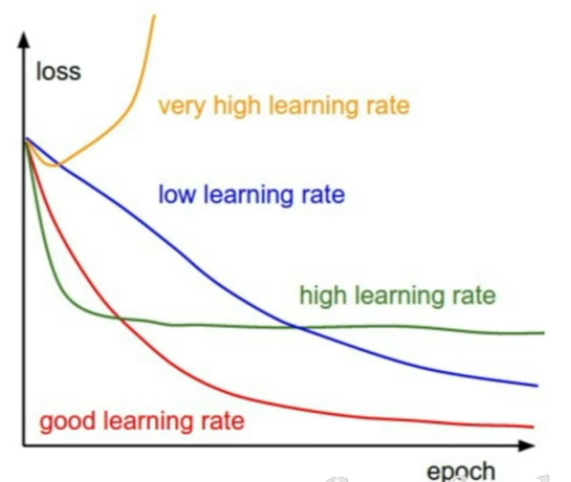 loss
very high learning rate
low learning rate
high learning rate
good learning rate
epoch